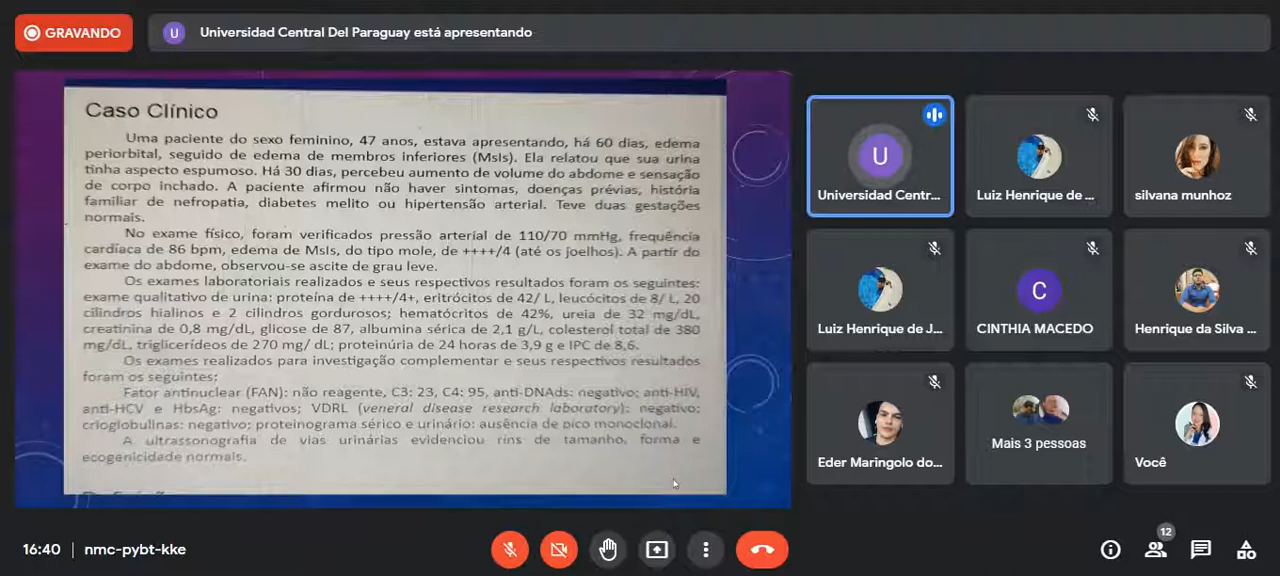 GRAVANDO
U
Universidad Central Del Paraguay está apresentando
Caso Clínico
Uma paciente do sexo feminino, 47 anos, estava apresentando, há 60 dias, edema
periorbital, seguido de edema de membros inferiores (MsIs). Ela relatou que sua urina
tinha aspecto espumoso. Há 30 dias, percebeu aumento de volume do abdome e sensação
de corpo inchado. A paciente afirmou não haver sintomas, doenças prévias, história
familiar de nefropatia, diabetes melito ou hipertensão arterial. Teve duas gestações
normais.
No exame físico, foram verificados pressão arterial de 110/70 mmHg, frequência
cardíaca de 86 bpm, edema de MsIs, do tipo mole, de ++++/4 (até os joelhos). A partir do
exame do abdome, observou-se ascite de grau leve.
Os exames laboratoriais realizados e seus respectivos resultados foram os seguintes:
exame qualitativo de urina: proteína de ++++/4+, eritrócitos de 42/ L, leucócitos de 8/ L, 20
cilindros hialinos e 2 cilindros gordurosos; hematócritos de 42%, ureia de 32 mg/dL,
creatinina de 0,8 mg/dL, glicose de 87, albumina sérica de 2,1 g/L, colesterol total de 380
mg/dL, triglicerídeos de 270 mg/ dL; proteinúria de 24 horas de 3,9 g e IPC de 8,6.
Os exames realizados para investigação complementar e seus respectivos resultados
foram os seguintes:
Fator antinuclear (FAN): não reagente, C3: 23, C4: 95, anti-DNAds: negativo; anti-HIV,
anti-HCV e HbsAg: negativos; VDRL (veneral disease research laboratory): negativo;
crioglobulinas: negativo; proteinograma sérico e urinário: ausência de pico monoclonal.
A ultrassonografia de vias urinárias evidenciou rins de tamanho, forma e
ecogenicidade normais.
U
Universidad Centr...
Luiz Henrique de ...
silvana munhoz
Luiz Henrique de J...
C
CINTHIA MACEDO
Henrique da Silva ...
Eder Maringolo do...
Mais 3 pessoas
Você
16:40 | nmc-pybt-kke
12